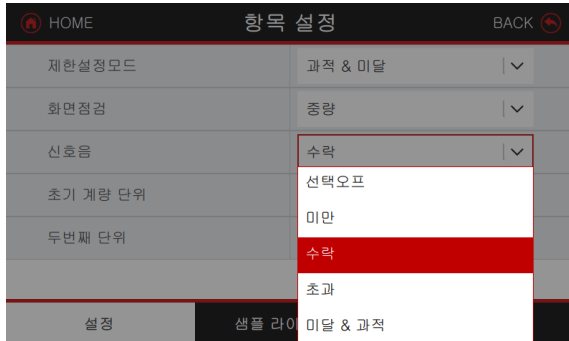 HOME 항목 설정 BACK
제한설정모드 과적 & 미달
화면점검 중량
신호음 수락
선택오프
초기 계량 단위
미만
두번째 단위
수락
초과
설정 샘플 라이
미달 & 과적